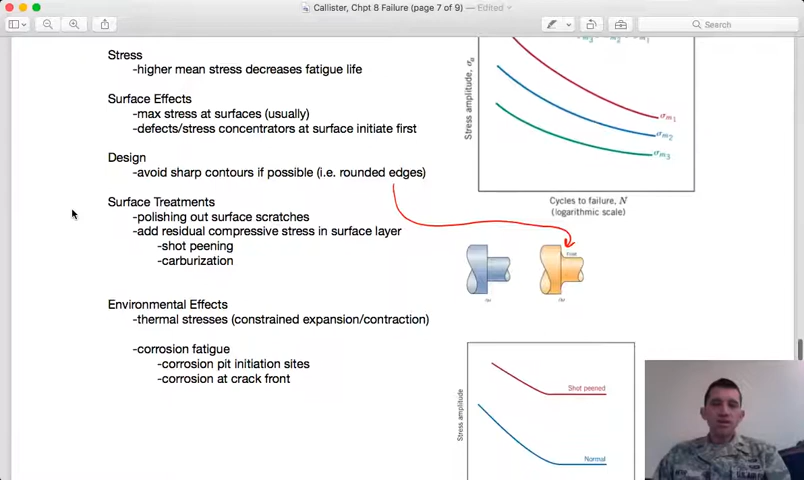 Callister, Chpt 8 Failure (page 7 of 9) — Edited
Search
Stress
-higher mean stress decreases fatigue life
Surface Effects
-max stress at surfaces (usually)
-defects/stress concentrators at surface initiate first
Design
-avoid sharp contours if possible (i.e. rounded edges)
Surface Treatments
-polishing out surface scratches
-add residual compressive stress in surface layer
-shot peening
-carburization
Environmental Effects
-thermal stresses (constrained expansion/contraction)
-corrosion fatigue
-corrosion pit initiation sites
-corrosion at crack front
Stress amplitude, σa
σm1
σm2
σm3
Cycles to failure, N
(logarithmic scale)
Fillet
Shot peened
Normal
Stress amplitude